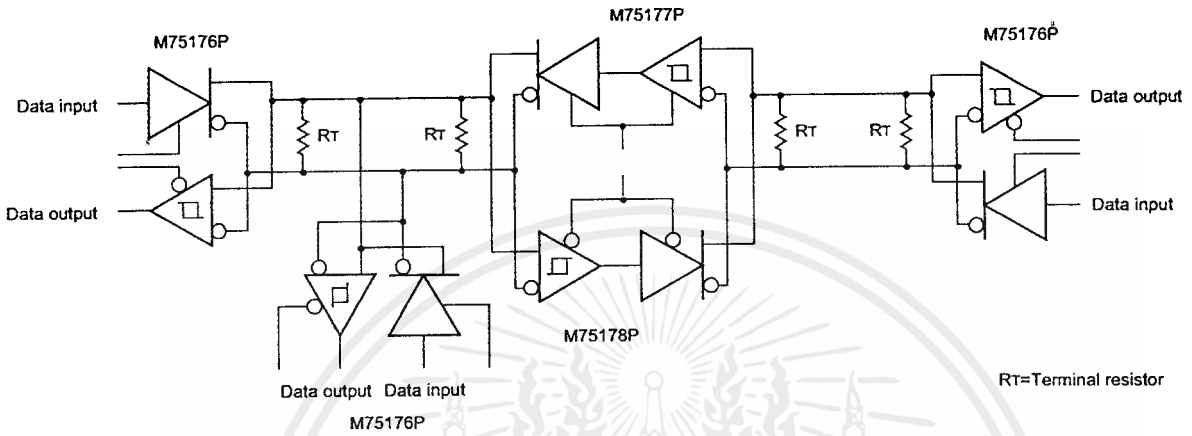 M75177P
M75176P
M75176P
Data input
RT
RT
RT
RT
Data output
Data output
Data input
M75178P
Data output Data input
RT=Terminal resistor
M75176P